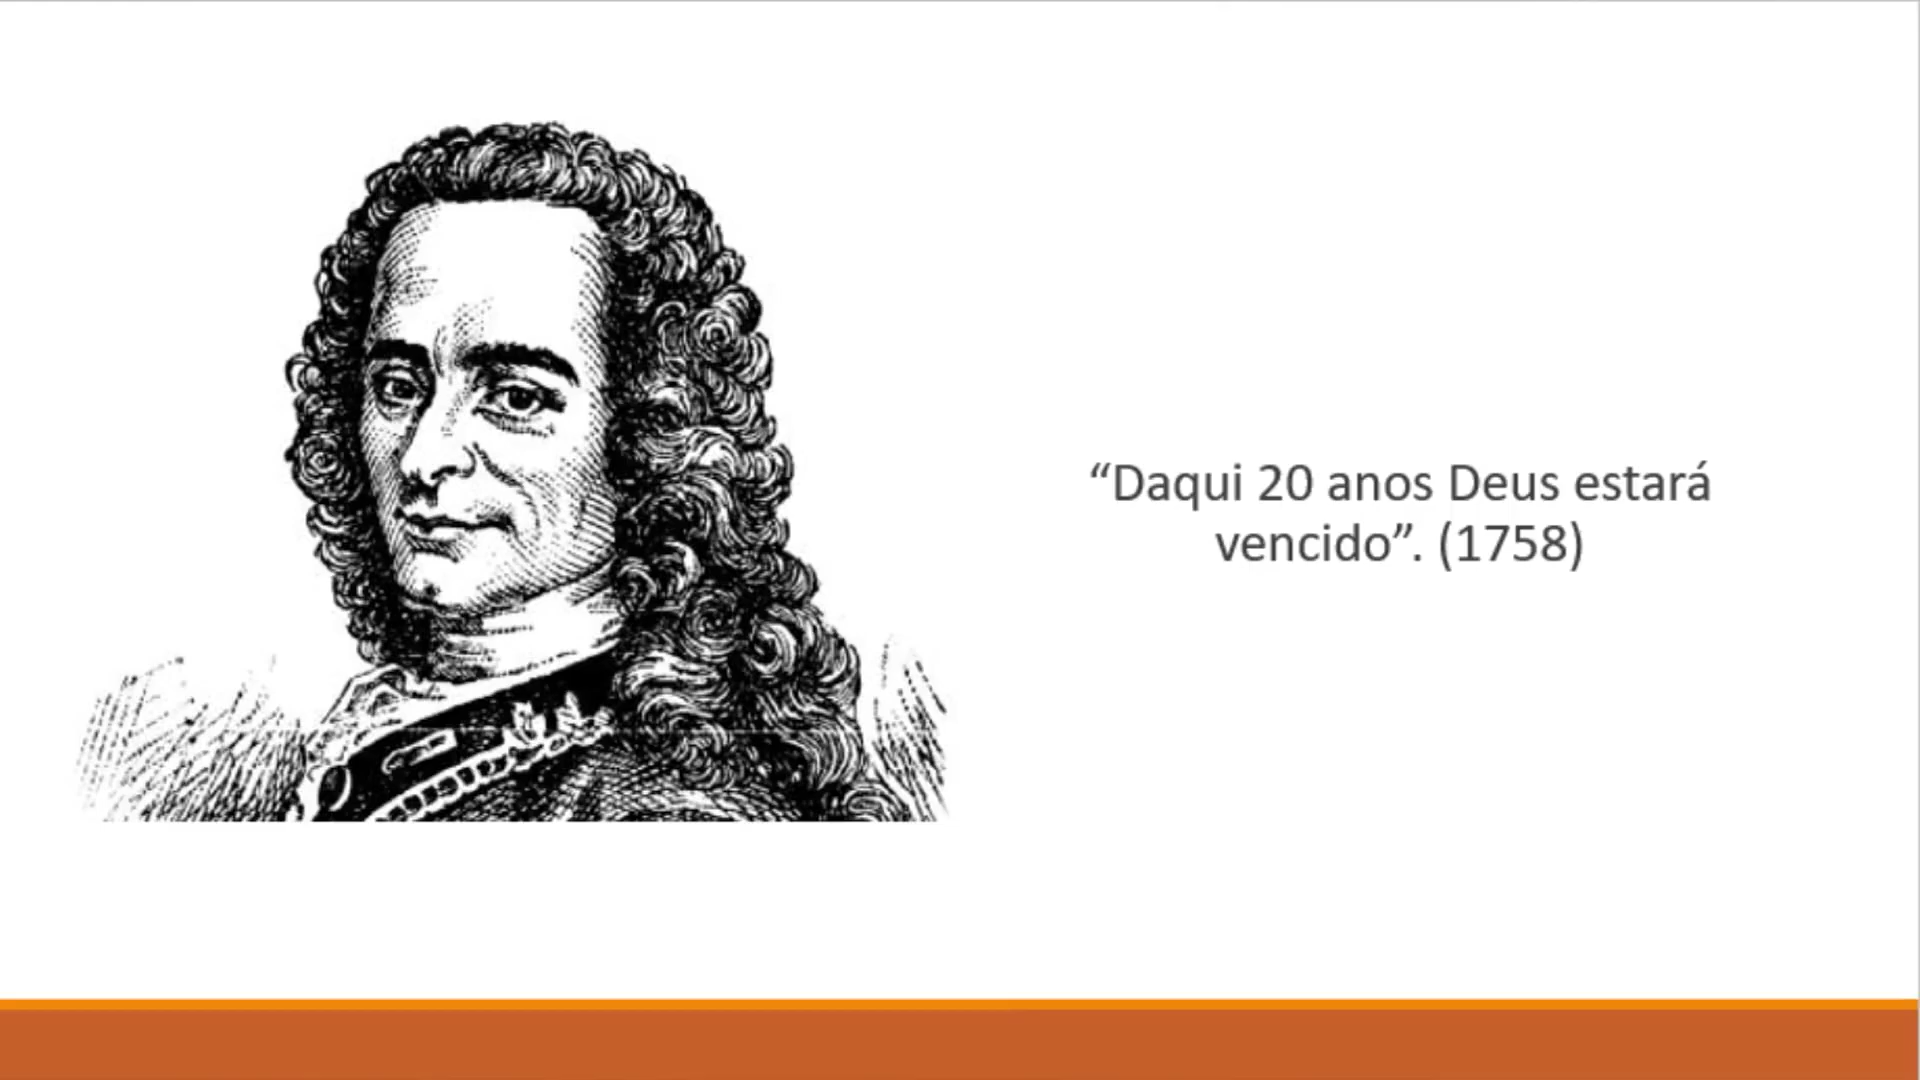 “Daqui 20 anos Deus estará
vencido”. (1758)